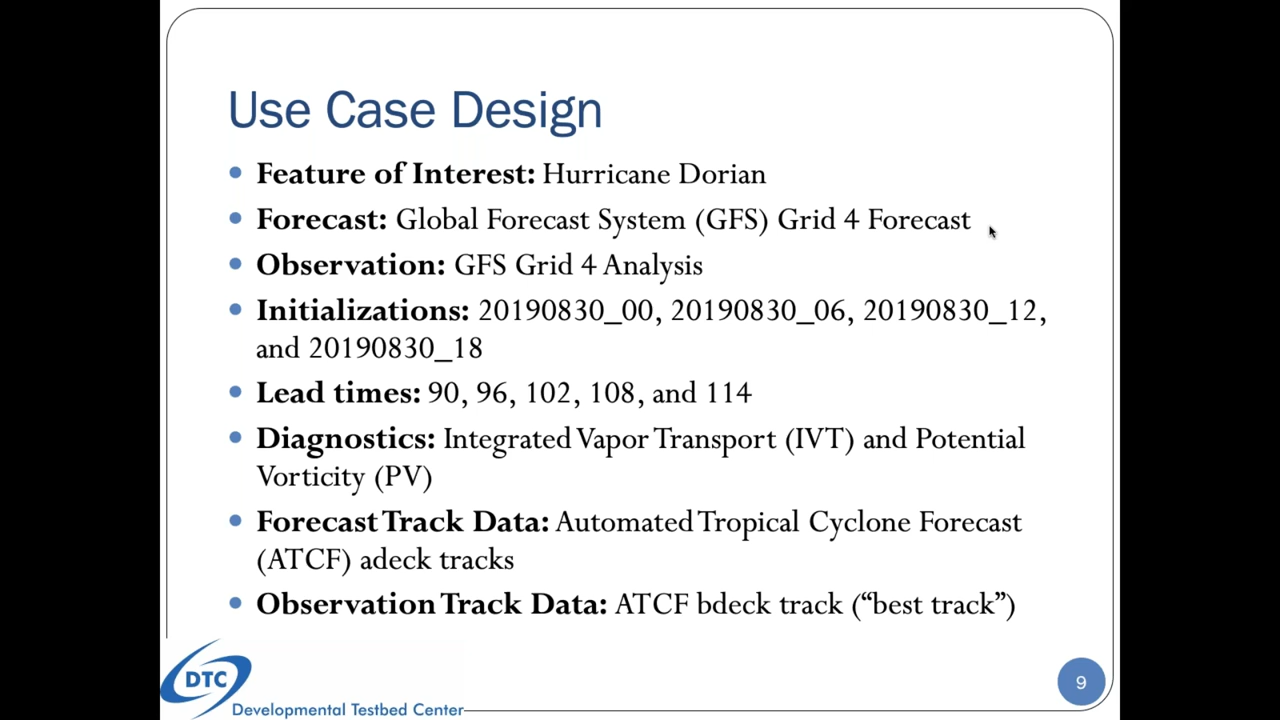 Use Case Design
• Feature of Interest: Hurricane Dorian
• Forecast: Global Forecast System (GFS) Grid 4 Forecast
• Observation: GFS Grid 4 Analysis
• Initializations: 20190830_00, 20190830_06, 20190830_12,
and 20190830_18
• Lead times: 90, 96, 102, 108, and 114
• Diagnostics: Integrated Vapor Transport (IVT) and Potential
Vorticity (PV)
• Forecast Track Data: Automated Tropical Cyclone Forecast
(ATCF) adeck tracks
• Observation Track Data: ATCF bdeck track (“best track”)
DTC
Developmental Testbed Center
9